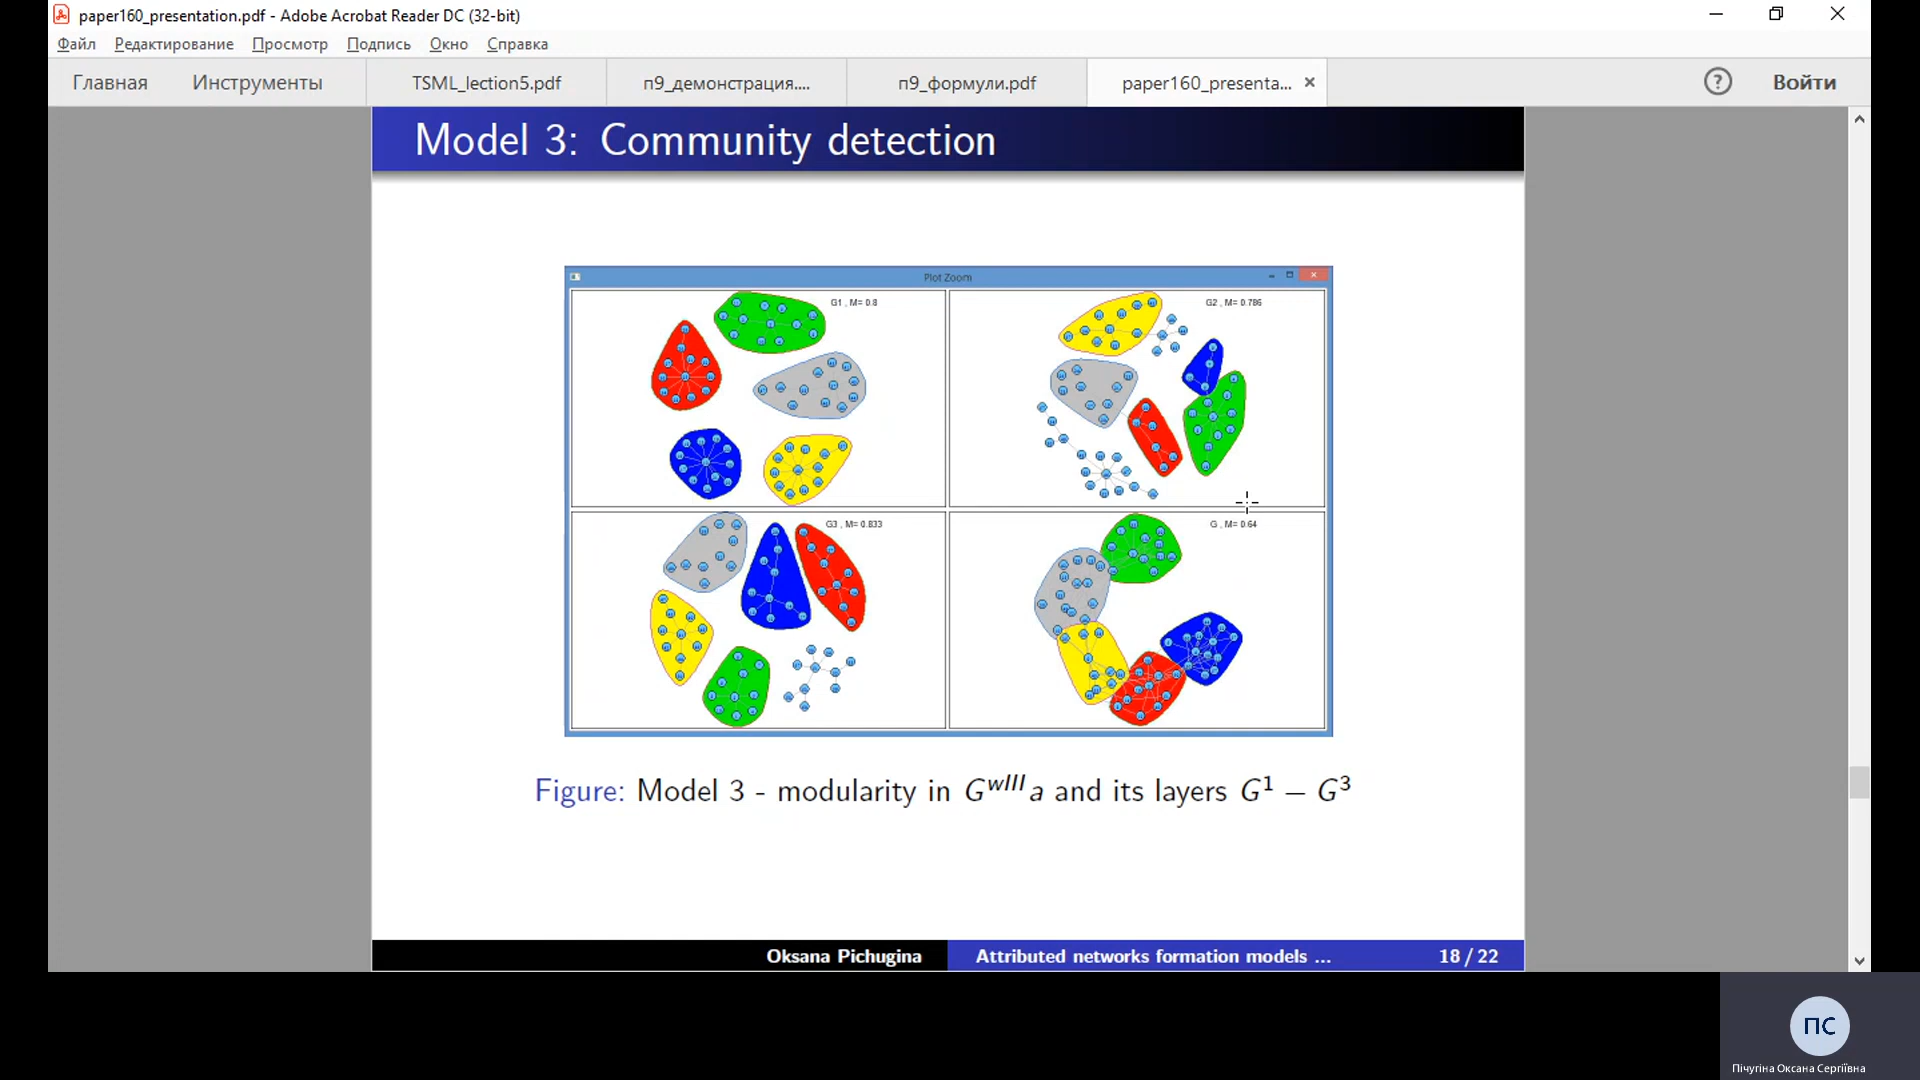 paper160_presentation.pdf - Adobe Acrobat Reader DC (32-bit)
Файл Редактирование Просмотр Подпись Окно Справка
Главная Инструменты TSML_lection5.pdf п9_демонстрация.... п9_формули.pdf paper160_presenta... × ? Войти
Model 3: Community detection
Plot Zoom
G1 , M= 0.8
G2 , M= 0.786
G3 , M= 0.833
G , M= 0.64
Figure: Model 3 - modularity in G^wIII a and its layers G^1 − G^3
Oksana Pichugina Attributed networks formation models ... 18 / 22
ПС
Пічугіна Оксана Сергіївна